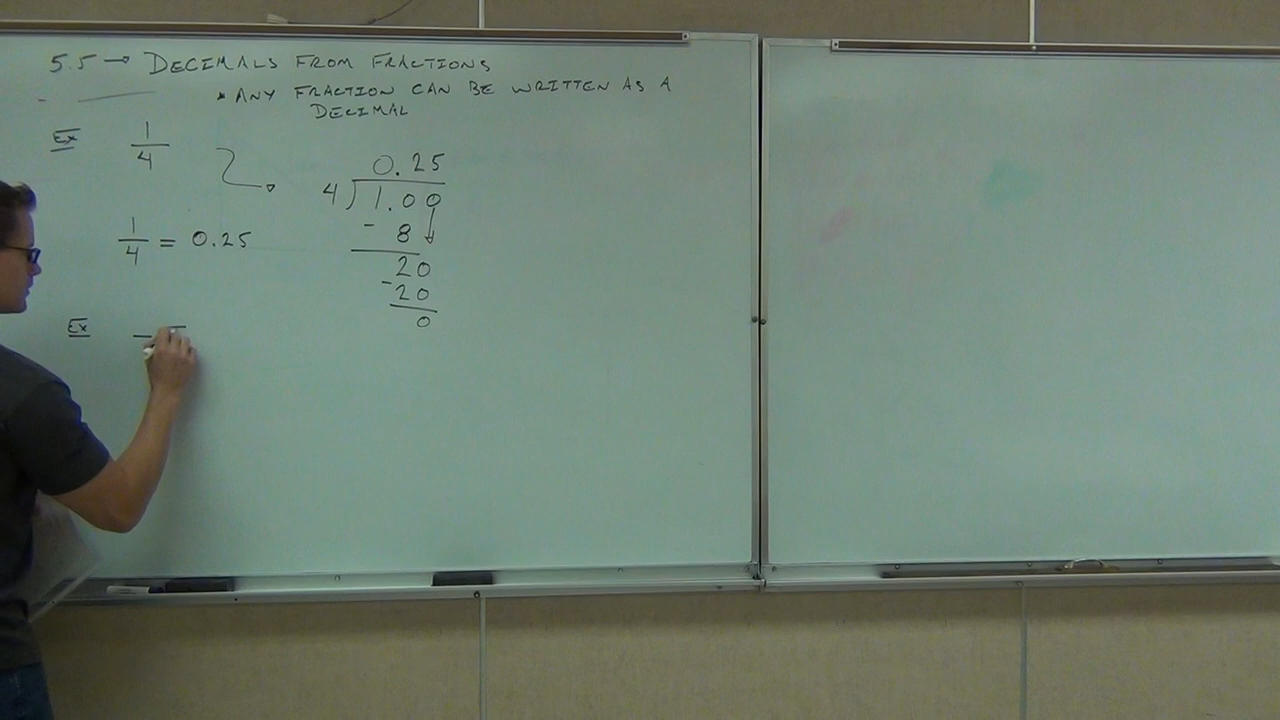 5.5 → DECIMALS FROM FRACTIONS
• ANY FRACTION CAN BE WRITTEN AS A
DECIMAL
Ex 1/4
0.25
4)1.00
- 8
20
-20
0
1/4 = 0.25
Ex